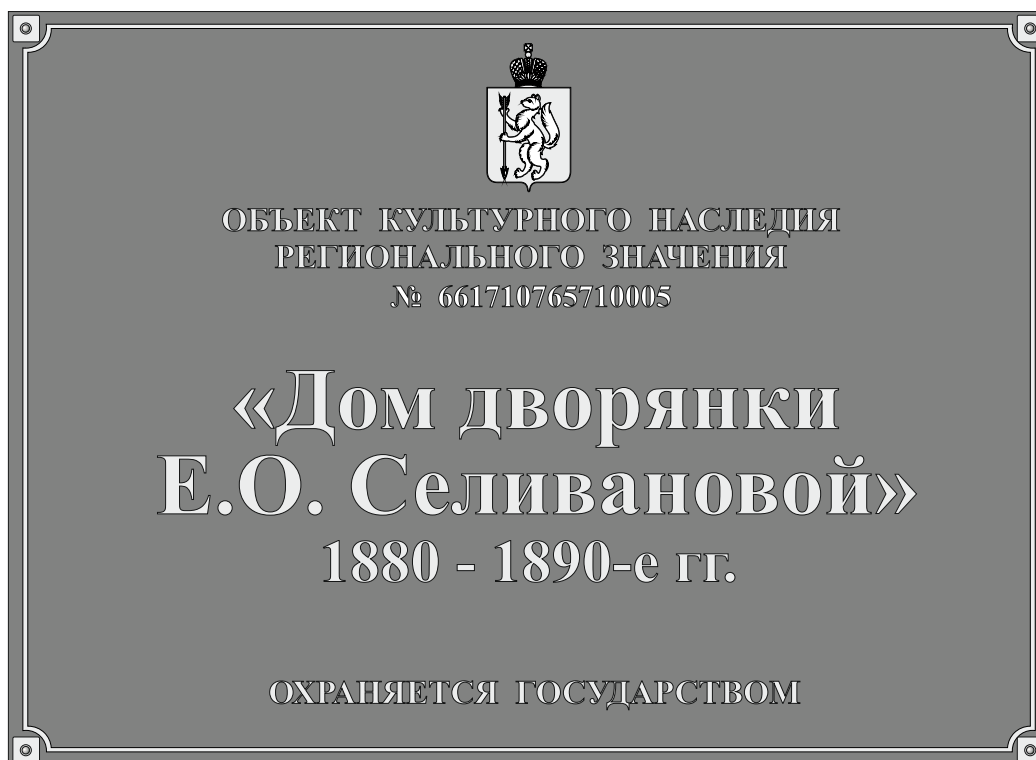 ОБЪЕКТ КУЛЬТУРНОГО НАСЛЕДИЯ
РЕГИОНАЛЬНОГО ЗНАЧЕНИЯ
№ 661710765710005
«Дом дворянки
Е.О. Селивановой»
1880 - 1890-е гг.
ОХРАНЯЕТСЯ ГОСУДАРСТВОМ